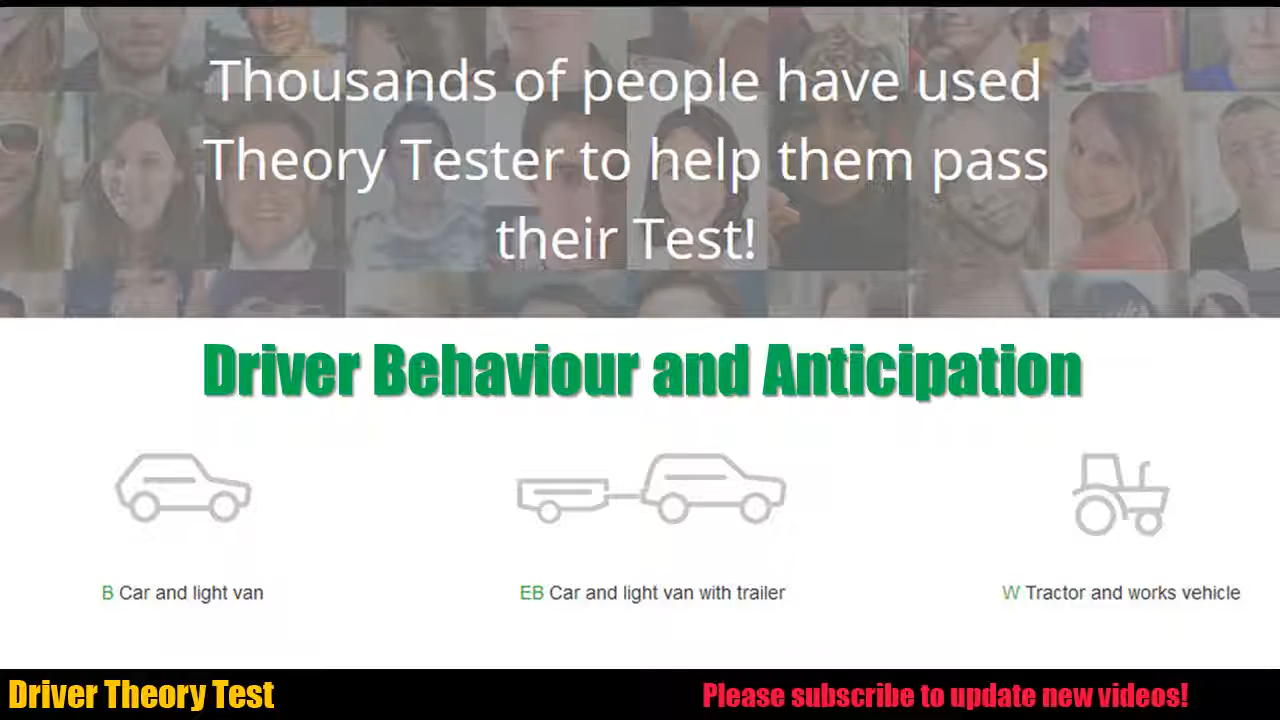 Thousands of people have used
Theory Tester to help them pass
their Test!
Driver Behaviour and Anticipation
B Car and light van
EB Car and light van with trailer
W Tractor and works vehicle
Driver Theory Test
Please subscribe to update new videos!